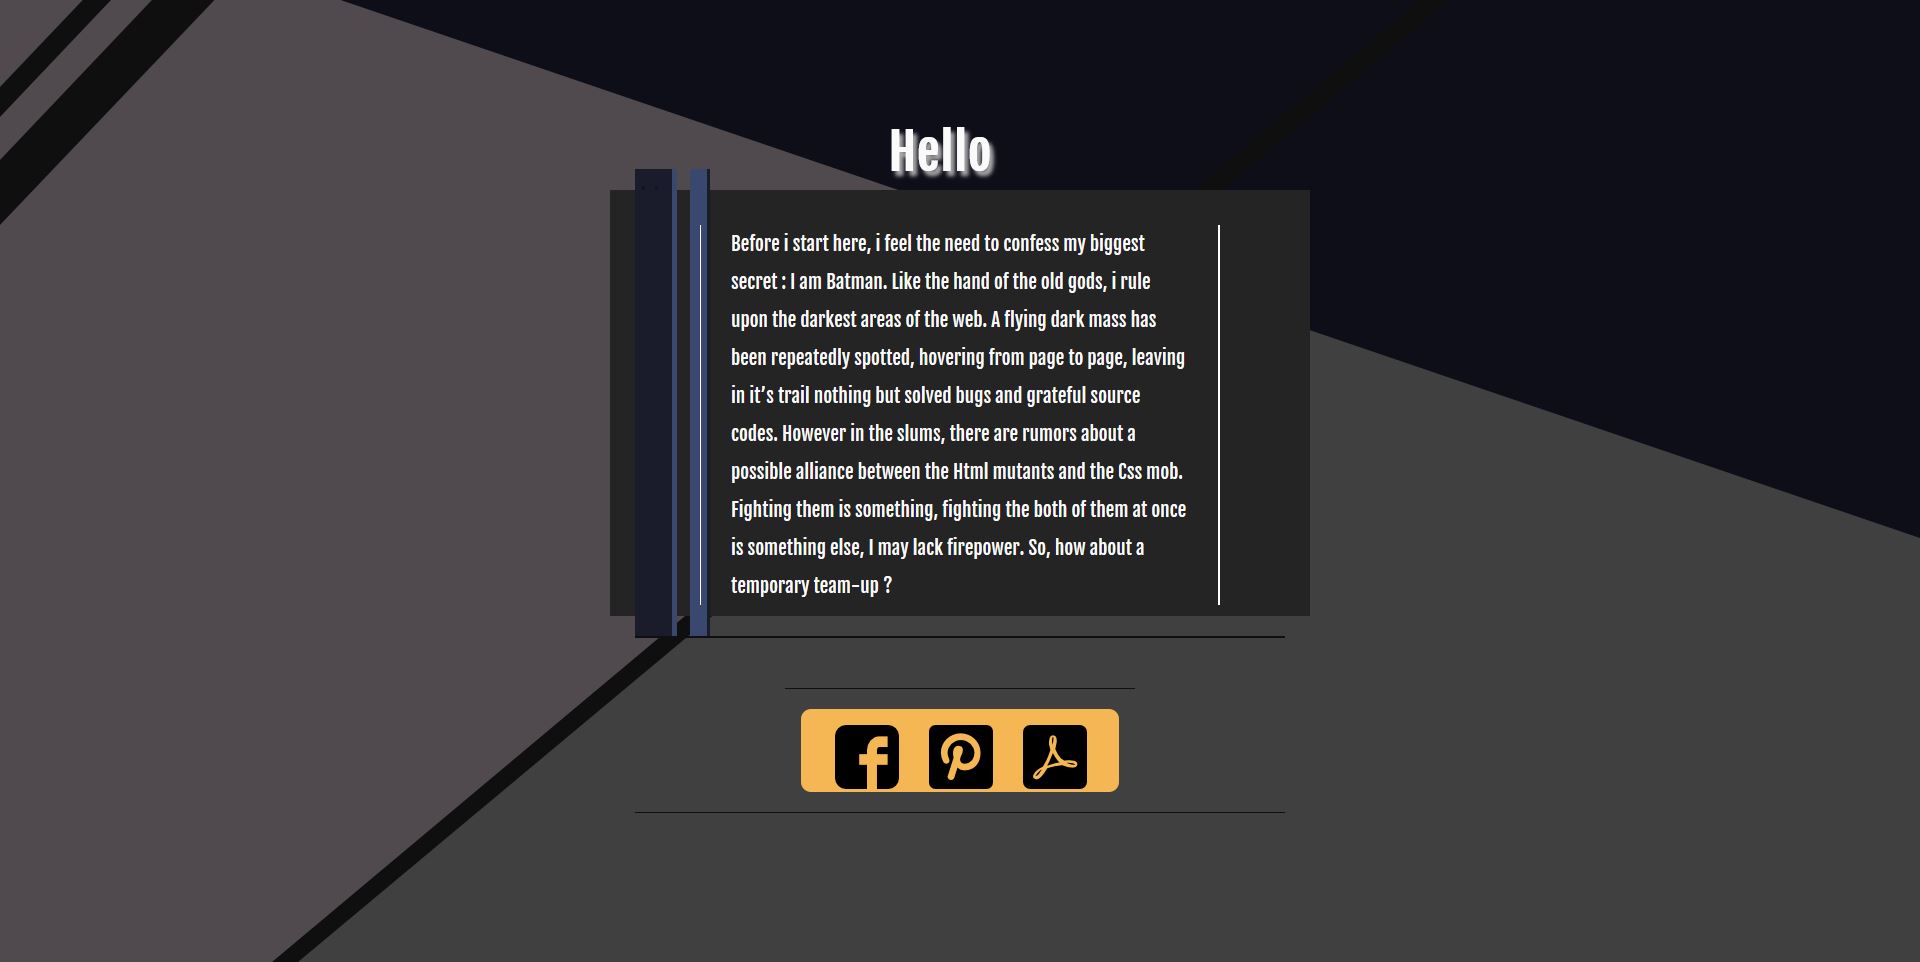 Hello
Before i start here, i feel the need to confess my biggest
secret : I am Batman. Like the hand of the old gods, i rule
upon the darkest areas of the web. A flying dark mass has
been repeatedly spotted, hovering from page to page, leaving
in it’s trail nothing but solved bugs and grateful source
codes. However in the slums, there are rumors about a
possible alliance between the Html mutants and the Css mob.
Fighting them is something, fighting the both of them at once
is something else, I may lack firepower. So, how about a
temporary team-up ?